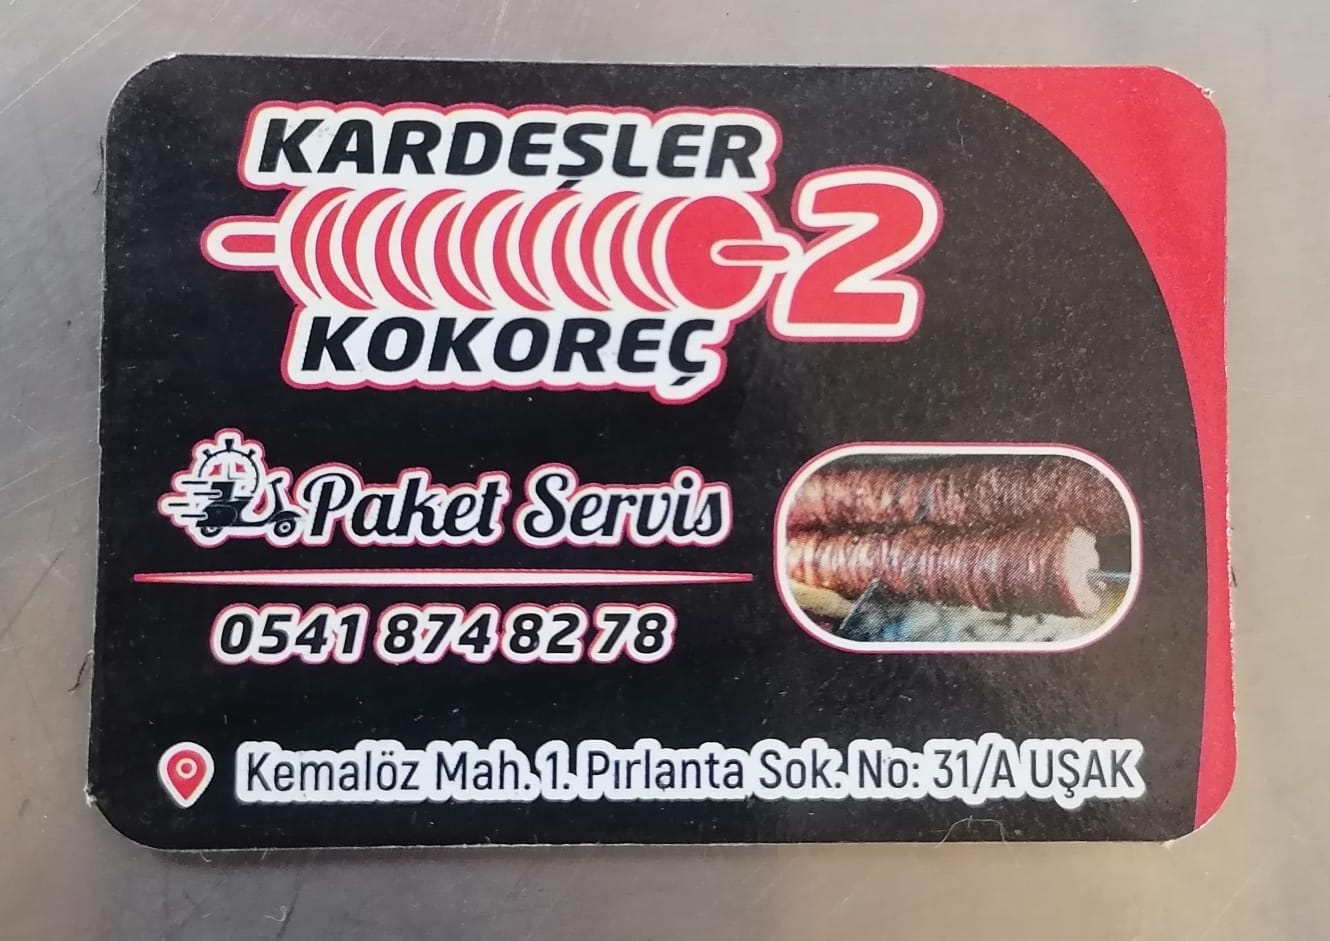 KARDEŞLER
2
KOKOREÇ
Paket Servis
0541 874 82 78
Kemalöz Mah. 1. Pırlanta Sok. No: 31/A UŞAK